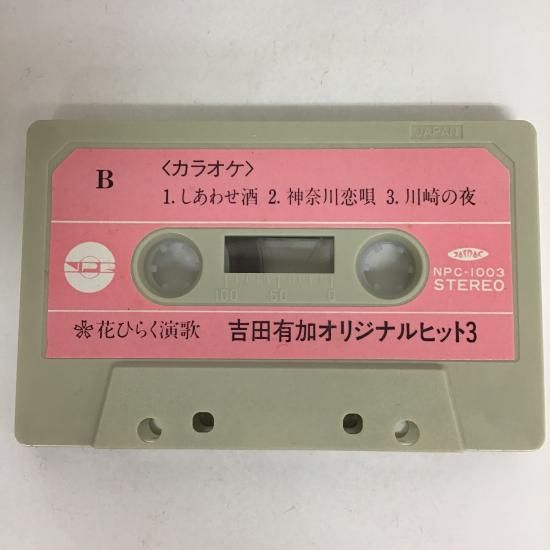 JAPAN
B
〈カラオケ〉
1.しあわせ酒 2.神奈川恋唄 3.川崎の夜
NPC-1003
STEREO
100 50 0
花ひらく演歌 吉田有加オリジナルヒット3